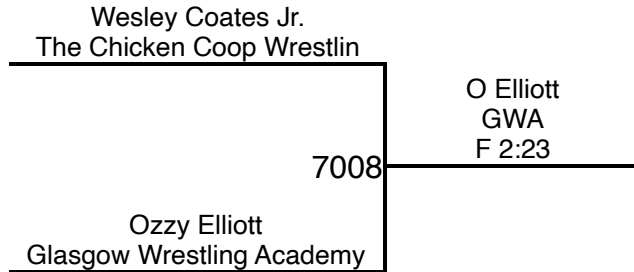 Wesley Coates Jr.
The Chicken Coop Wrestlin
O Elliott
GWA
F 2:23
7008
Ozzy Elliott
Glasgow Wrestling Academy